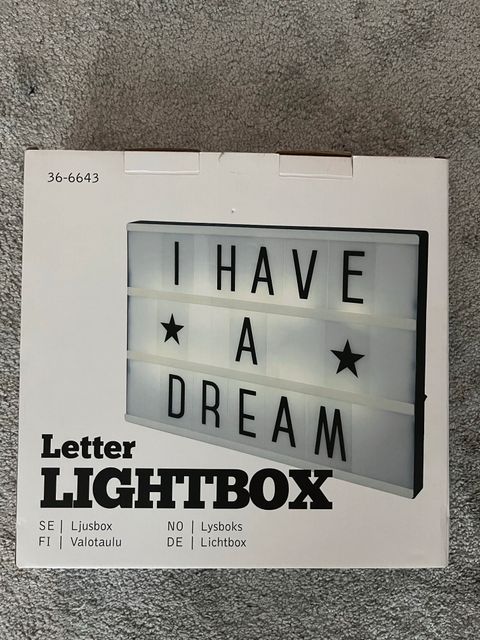 36-6643
I HAVE
★ A ★
DREAM
Letter
LIGHTBOX
SE | Ljusbox NO | Lysboks
FI | Valotaulu DE | Lichtbox